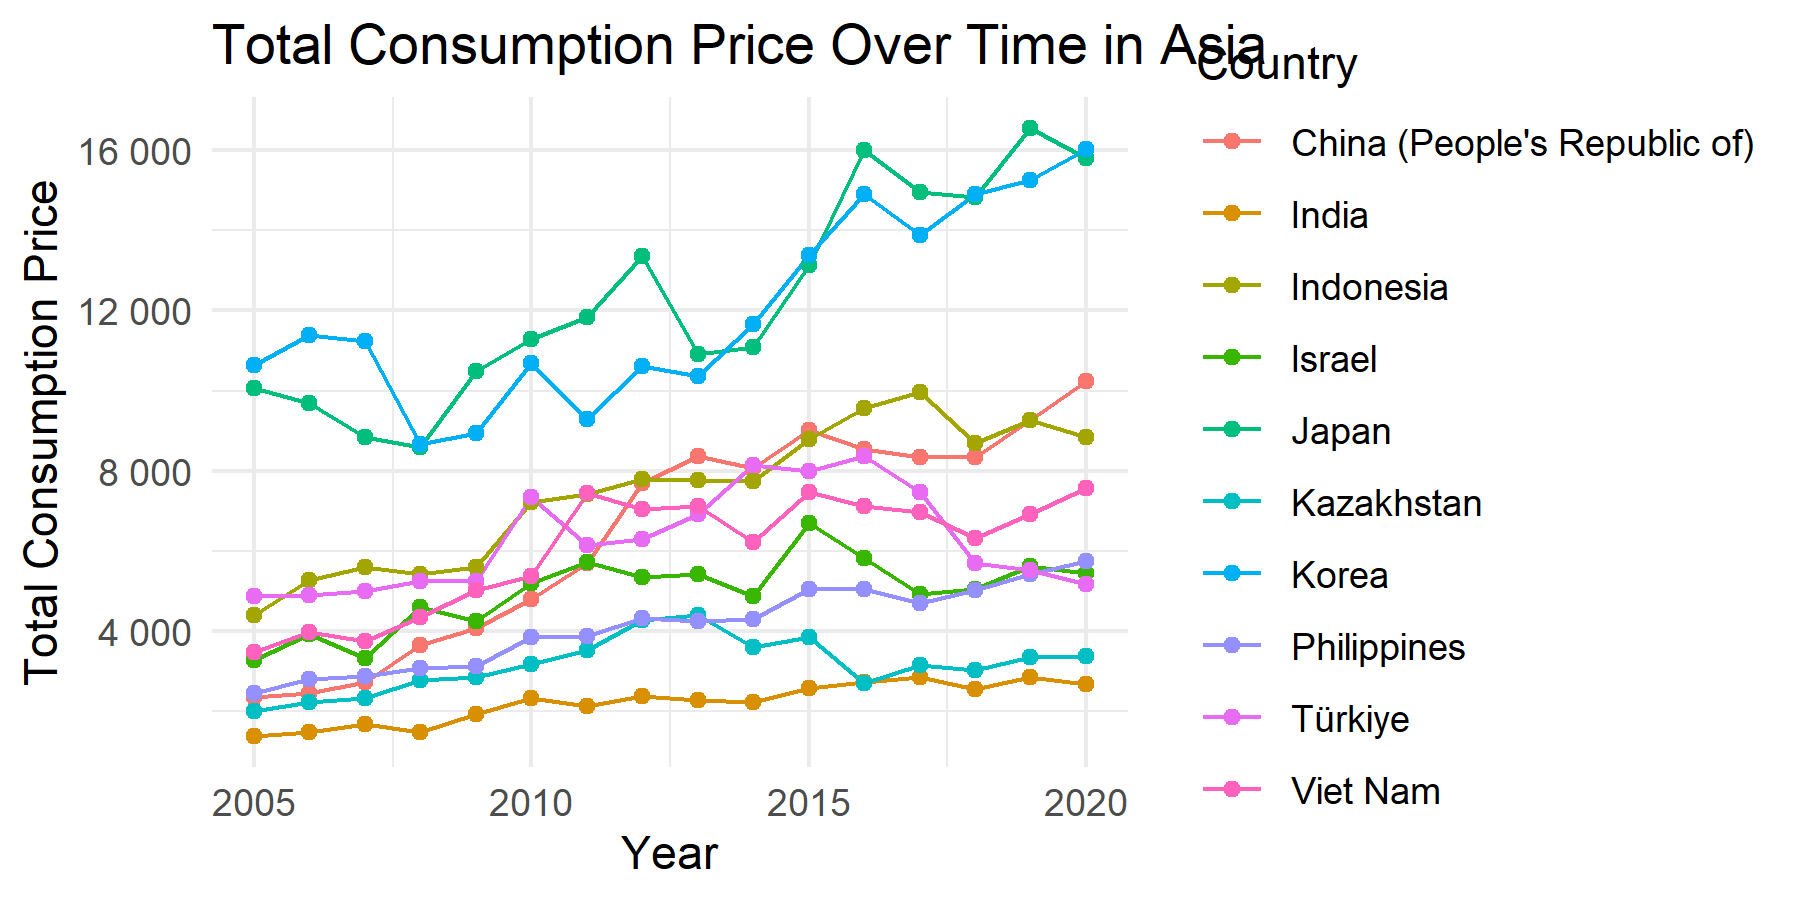 Total Consumption Price Over Time in Asia
Country
China (People's Republic of)
India
Indonesia
Israel
Japan
Kazakhstan
Korea
Philippines
Türkiye
Viet Nam
Total Consumption Price
16 000
12 000
8 000
4 000
2005 2010 2015 2020
Year